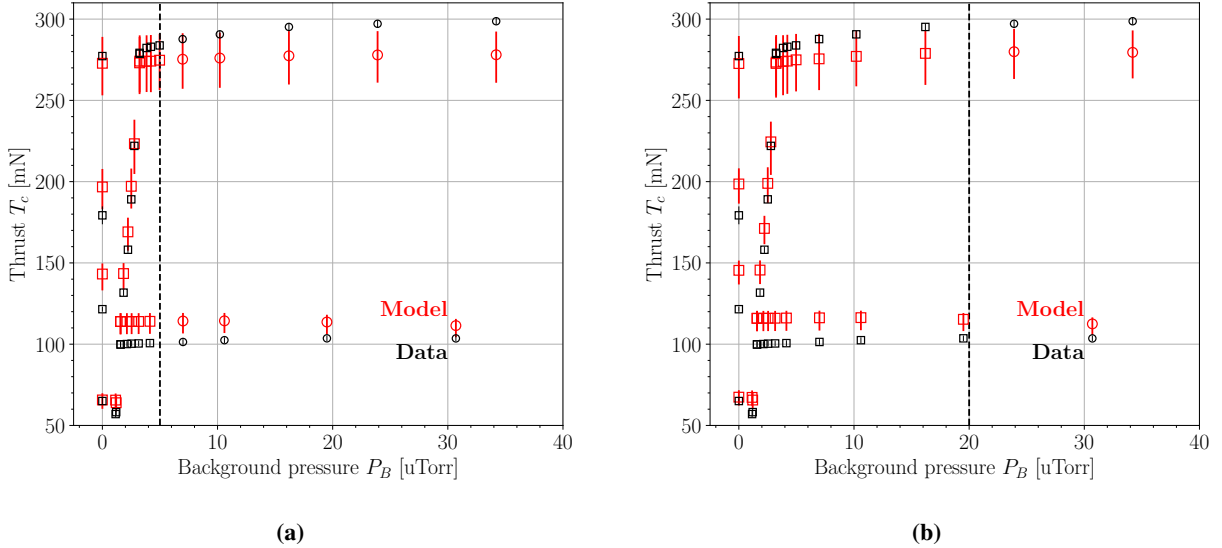 300
250
200
150
100
50
Thrust T_c [mN]
Model
Data
0 10 20 30 40
Background pressure P_B [uTorr]
(a)
300
250
200
150
100
50
Thrust T_c [mN]
Model
Data
0 10 20 30 40
Background pressure P_B [uTorr]
(b)